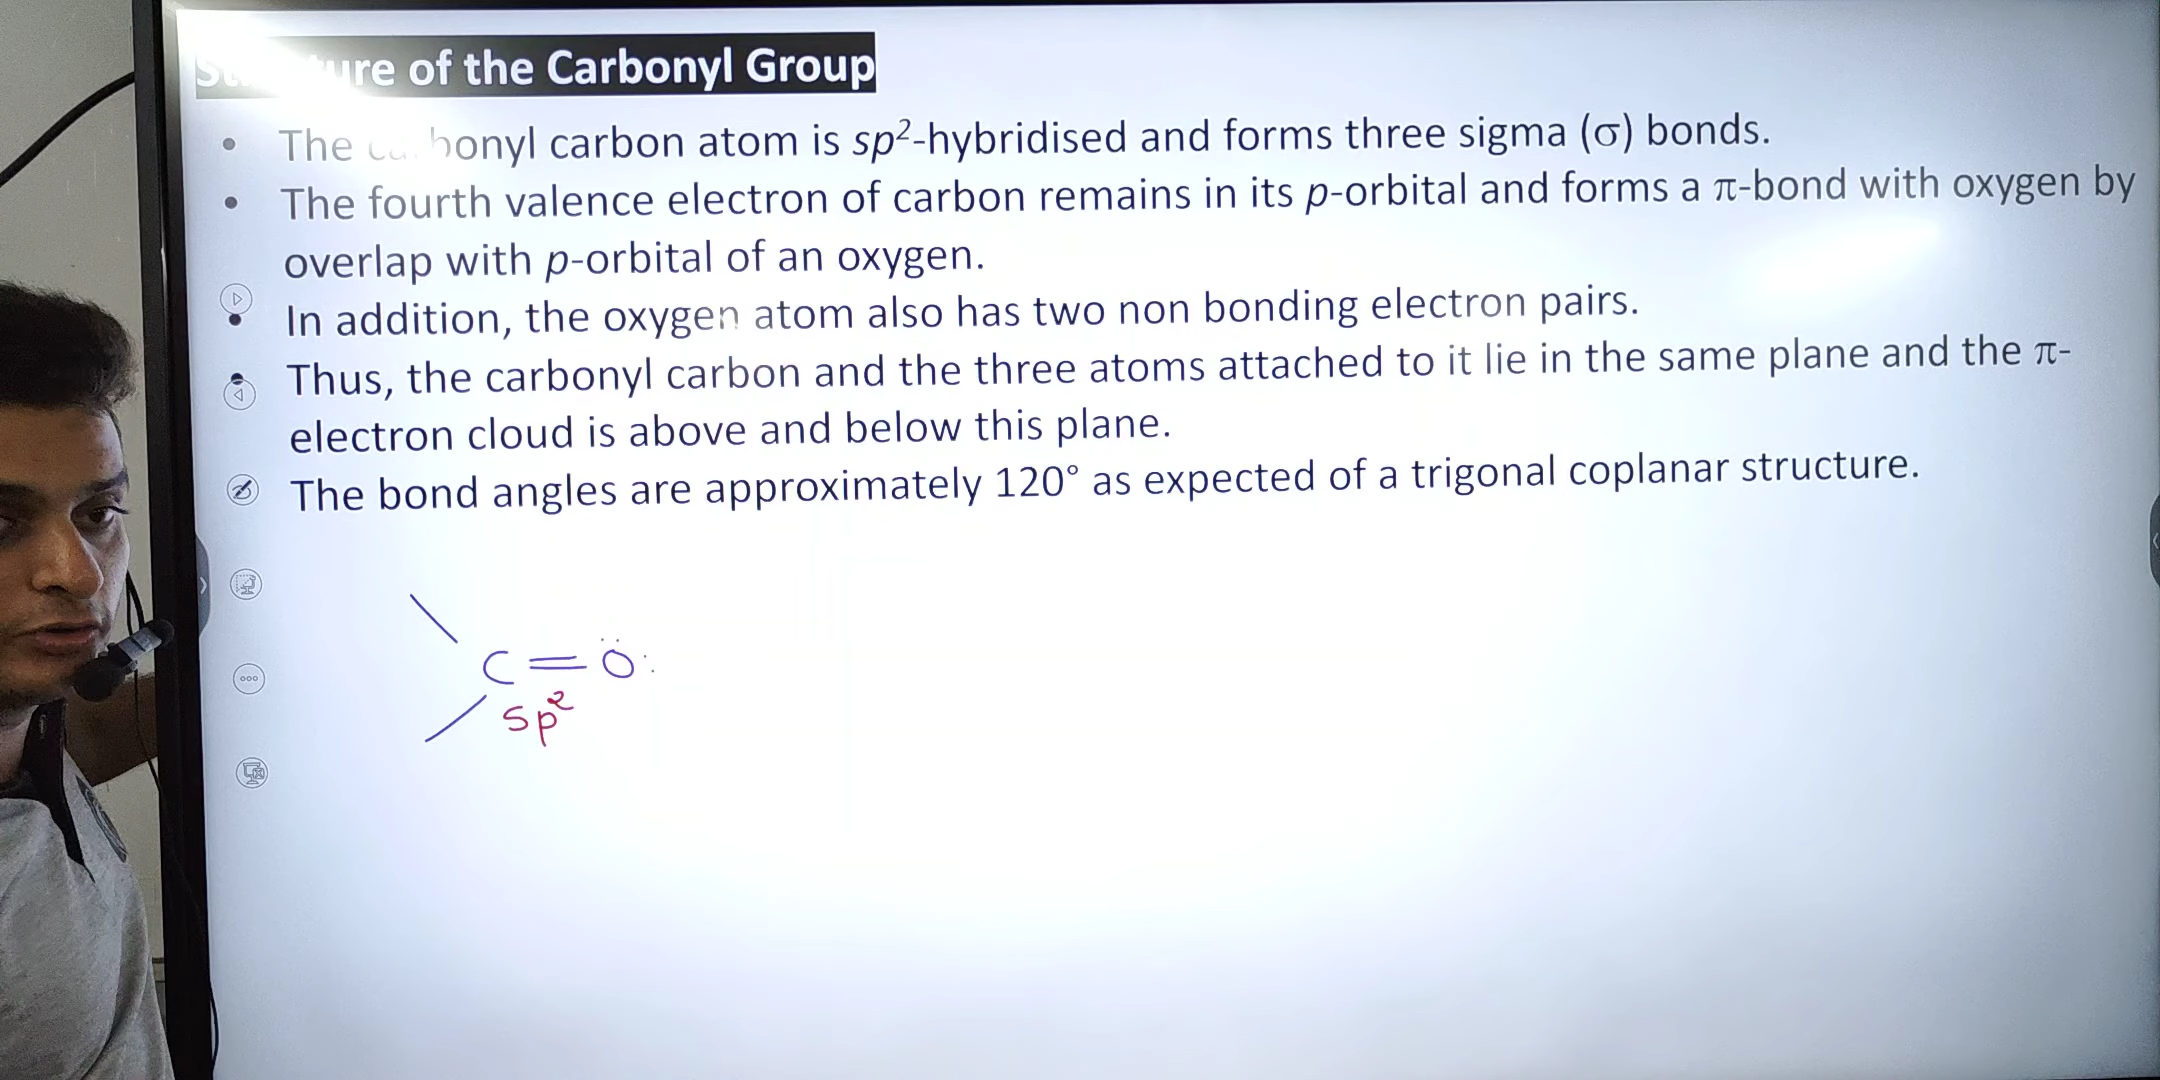 ure of the Carbonyl Group
• The bonyl carbon atom is sp²-hybridised and forms three sigma (σ) bonds.
• The fourth valence electron of carbon remains in its p-orbital and forms a π-bond with oxygen by
overlap with p-orbital of an oxygen.
• In addition, the oxygen atom also has two non bonding electron pairs.
• Thus, the carbonyl carbon and the three atoms attached to it lie in the same plane and the π-
electron cloud is above and below this plane.
The bond angles are approximately 120° as expected of a trigonal coplanar structure.
C=Ö:
sp²